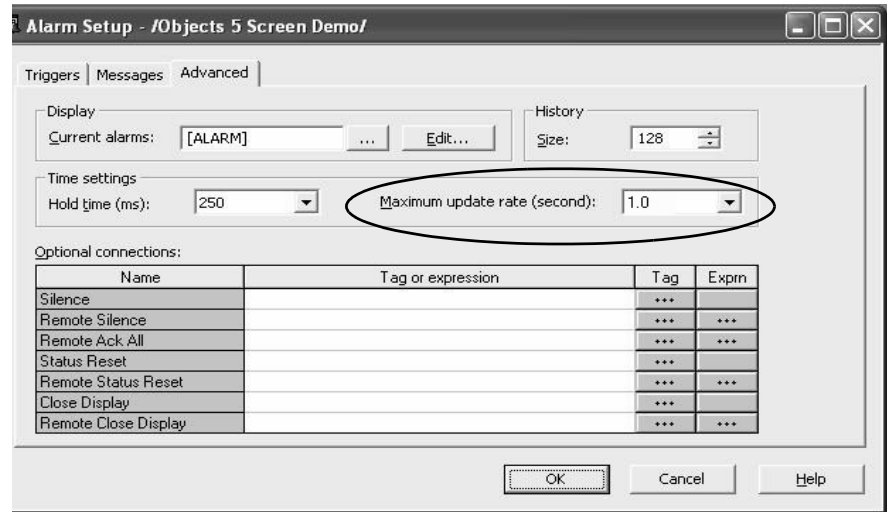 Alarm Setup - /Objects 5 Screen Demo/
Triggers Messages Advanced
Display
History
Current alarms: [ALARM] ... Edit... Size: 128
Time settings
Hold time (ms): 250 Maximum update rate (second): 1.0
Optional connections:
Name Tag or expression Tag Exprn
Silence
Remote Silence
Remote Ack All
Status Reset
Remote Status Reset
Close Display
Remote Close Display
OK Cancel Help